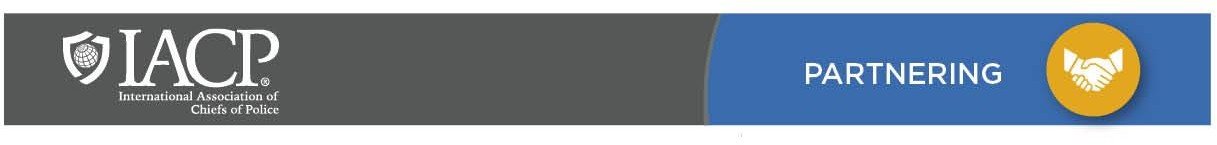 IACP®
International Association of
Chiefs of Police
PARTNERING